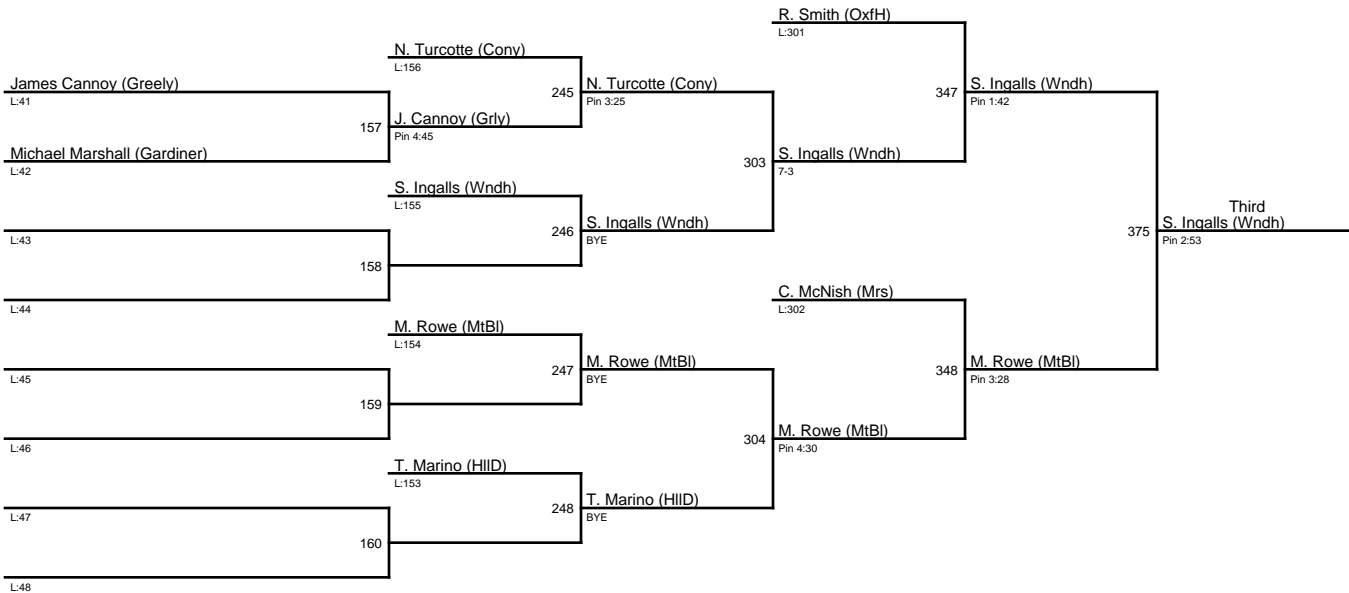 R. Smith (OxfH)
L:301
N. Turcotte (Cony)
L:156
James Cannoy (Greely)
L:41
245
N. Turcotte (Cony)
Pin 3:25
347
S. Ingalls (Wndh)
Pin 1:42
157
J. Cannoy (Grly)
Pin 4:45
Michael Marshall (Gardiner)
L:42
303
S. Ingalls (Wndh)
7-3
S. Ingalls (Wndh)
L:155
Third
L:43
246
S. Ingalls (Wndh)
BYE
375
S. Ingalls (Wndh)
Pin 2:53
158
L:44
C. McNish (Mrs)
L:302
M. Rowe (MtBl)
L:154
L:45
247
M. Rowe (MtBl)
BYE
348
M. Rowe (MtBl)
Pin 3:28
159
L:46
304
M. Rowe (MtBl)
Pin 4:30
T. Marino (HllD)
L:153
L:47
248
T. Marino (HllD)
BYE
160
L:48